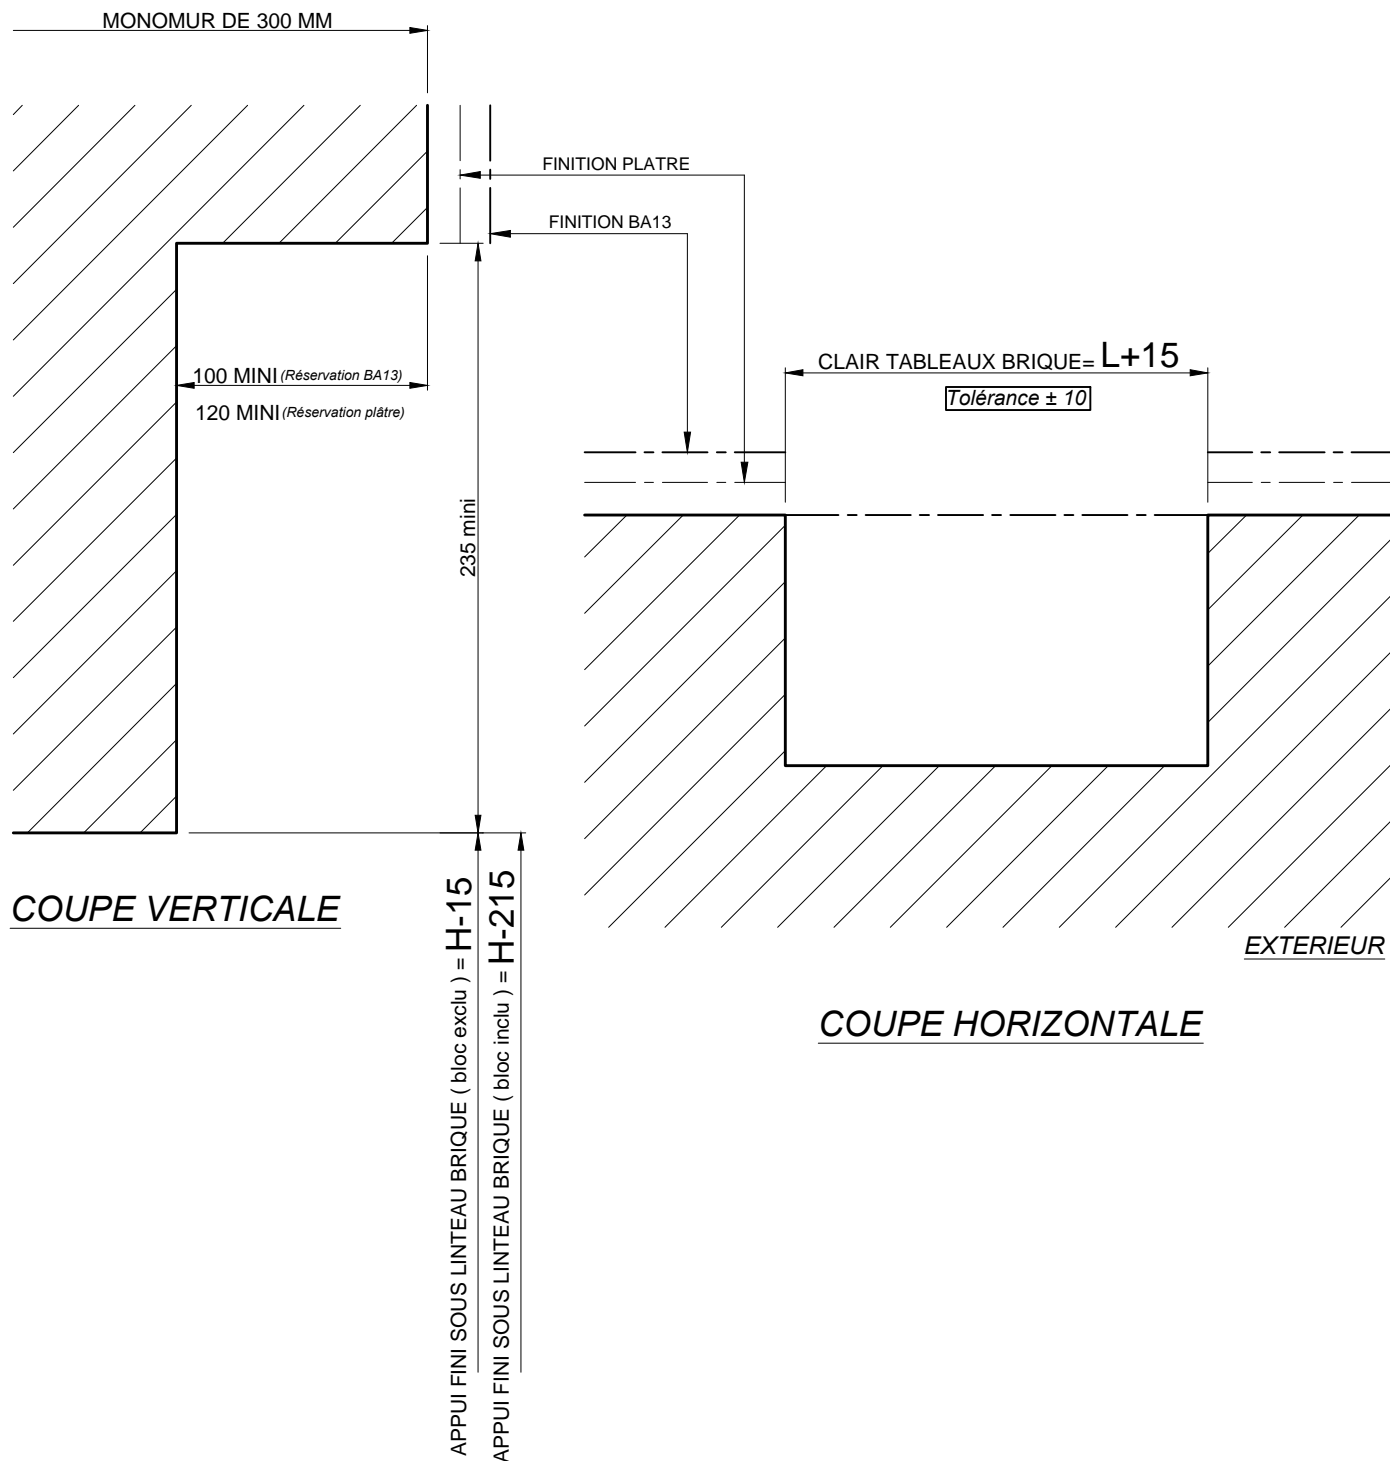 MONOMUR DE 300 MM
FINITION PLATRE
FINITION BA13
100 MINI (Réservation BA13)
120 MINI (Réservation plâtre)
235 mini
CLAIR TABLEAUX BRIQUE= L+15
Tolérance ± 10
COUPE VERTICALE
APPUI FINI SOUS LINTEAU BRIQUE ( bloc exclu ) = H-15
APPUI FINI SOUS LINTEAU BRIQUE ( bloc inclu ) = H-215
EXTERIEUR
COUPE HORIZONTALE